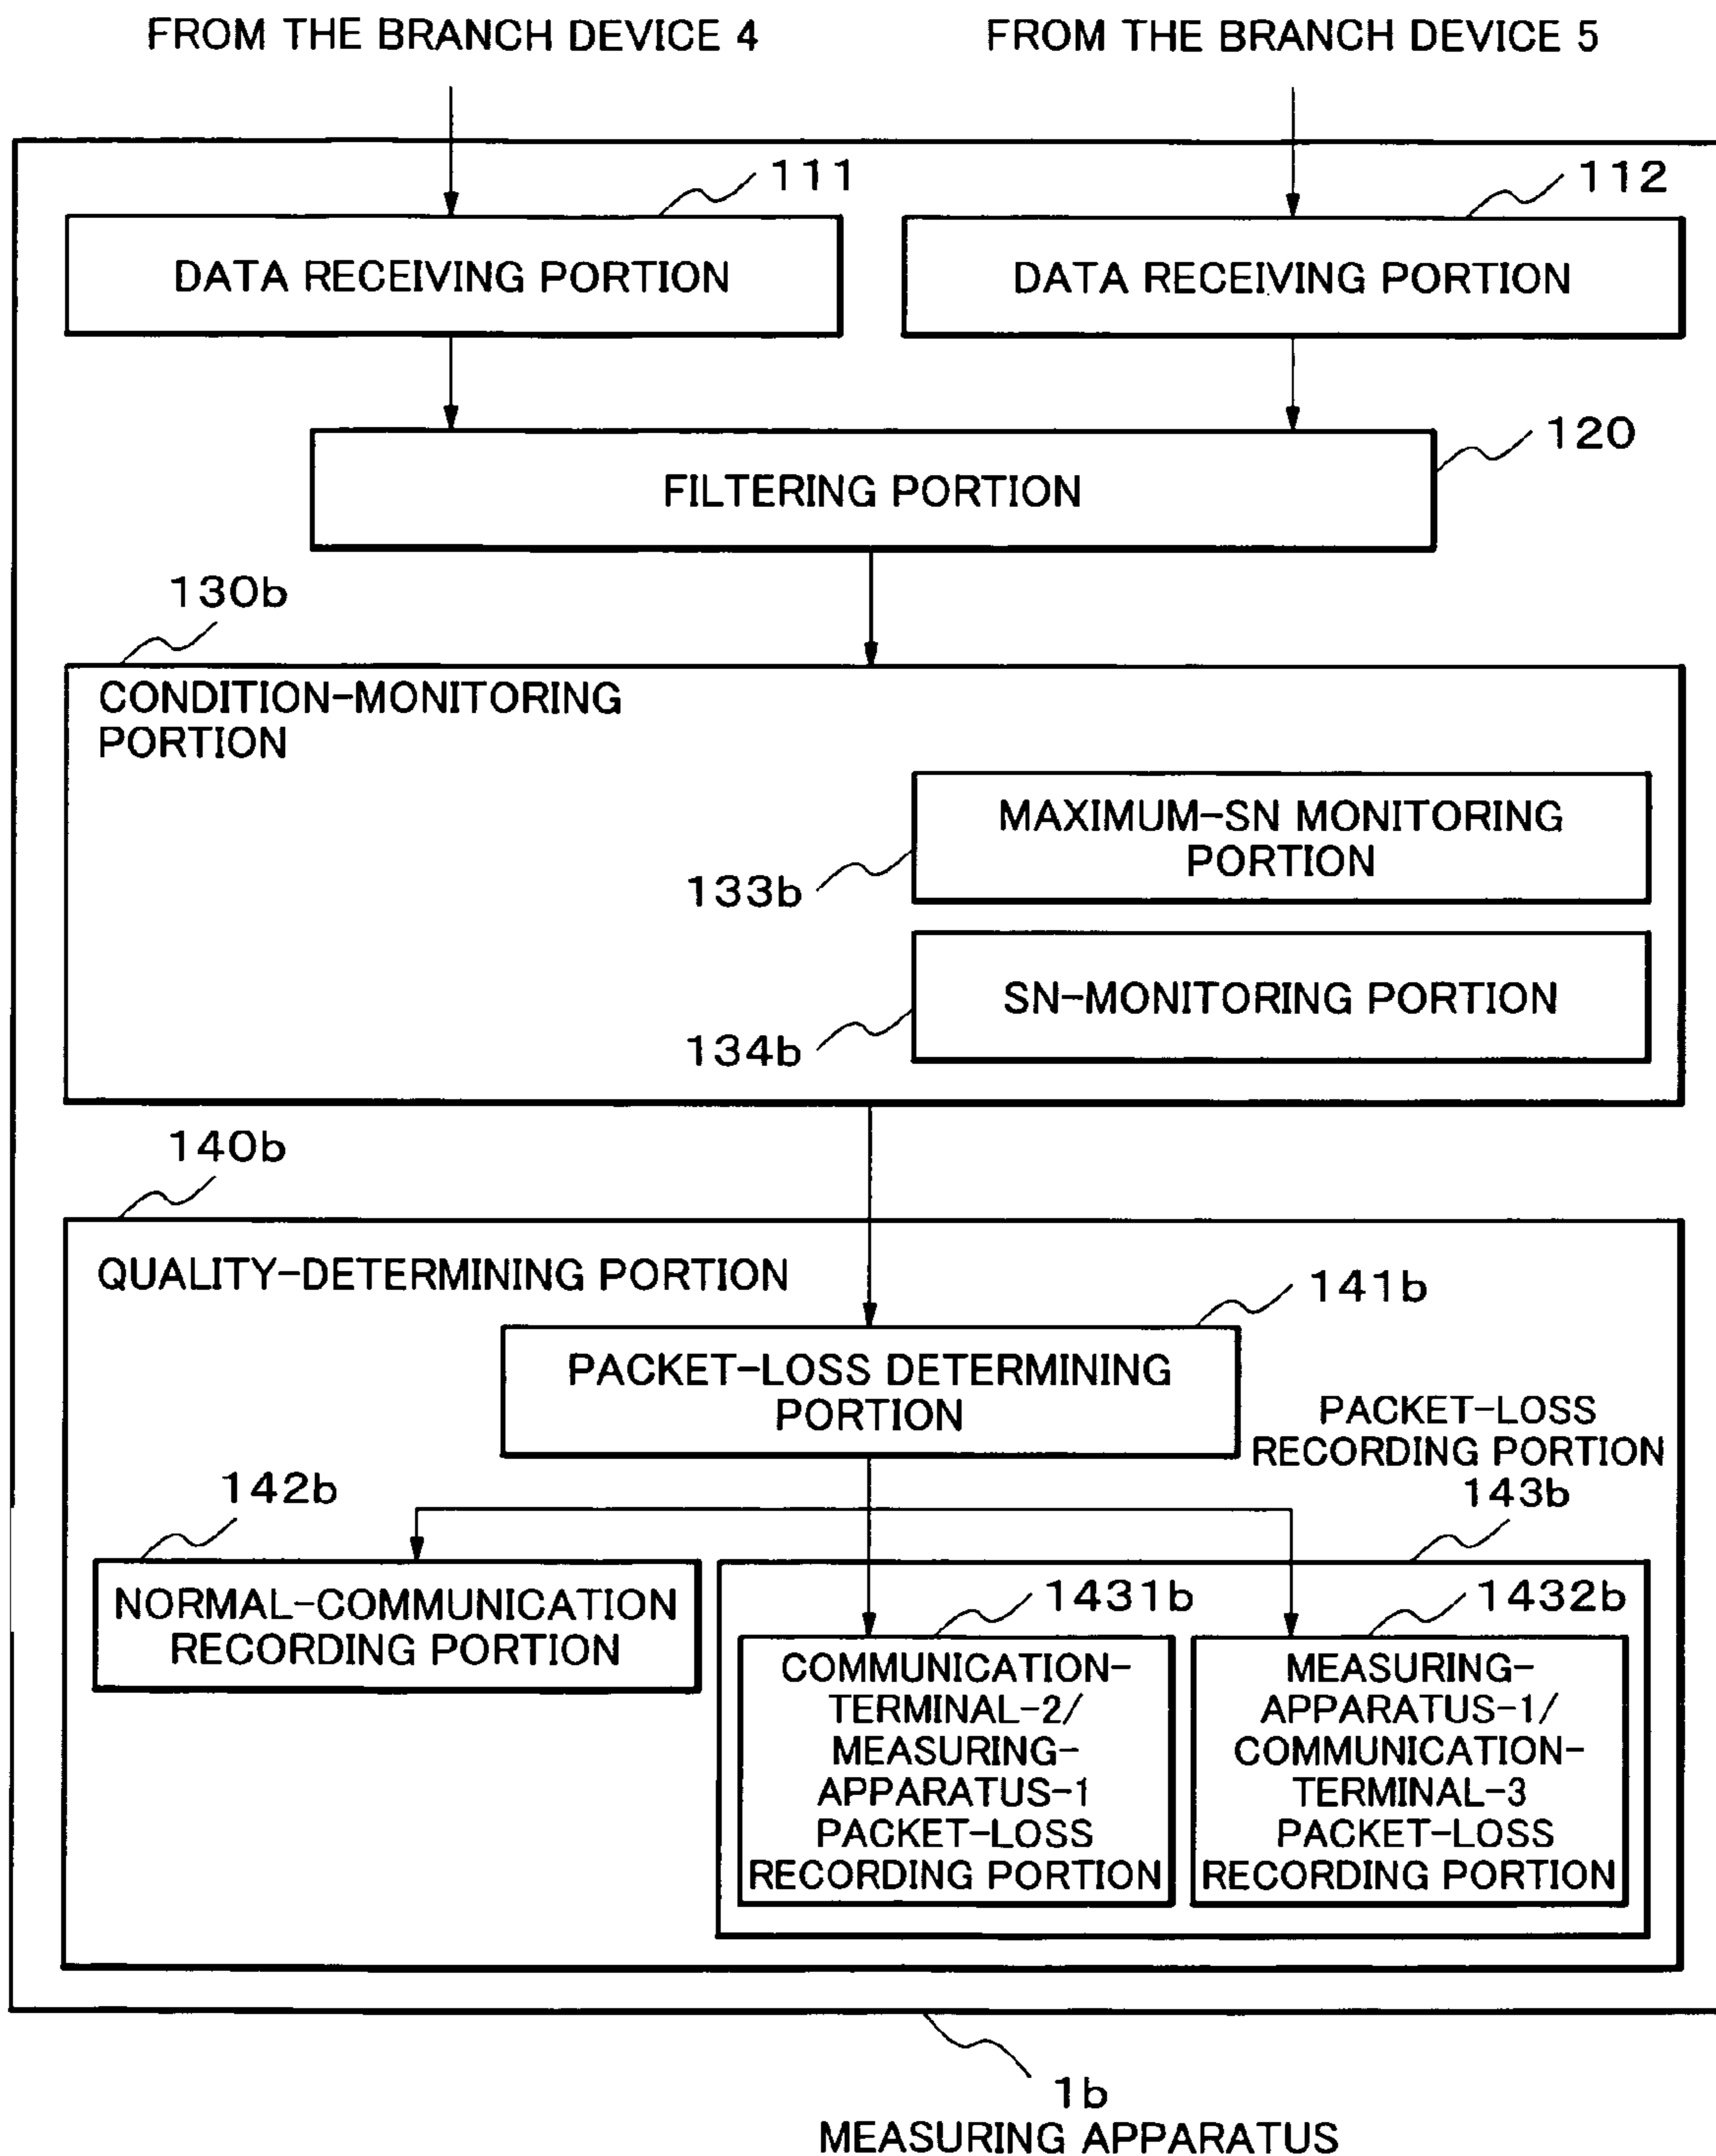 FROM THE BRANCH DEVICE 4
FROM THE BRANCH DEVICE 5
111
112
DATA RECEIVING PORTION
DATA RECEIVING PORTION
120
FILTERING PORTION
130b
CONDITION-MONITORING
PORTION
MAXIMUM-SN MONITORING
PORTION
133b
SN-MONITORING PORTION
134b
140b
QUALITY-DETERMINING PORTION
141b
PACKET-LOSS DETERMINING
PORTION
PACKET-LOSS
RECORDING PORTION
143b
142b
NORMAL-COMMUNICATION
RECORDING PORTION
1431b
COMMUNICATION-
TERMINAL-2/
MEASURING-
APPARATUS-1
PACKET-LOSS
RECORDING PORTION
1432b
MEASURING-
APPARATUS-1/
COMMUNICATION-
TERMINAL-3
PACKET-LOSS
RECORDING PORTION
1b
MEASURING APPARATUS